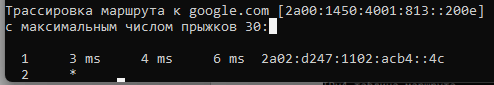 Трассировка маршрута к google.com [2a00:1450:4001:813::200e]
с максимальным числом прыжков 30:
1 3 ms 4 ms 6 ms 2a02:d247:1102:acb4::4c
2 *